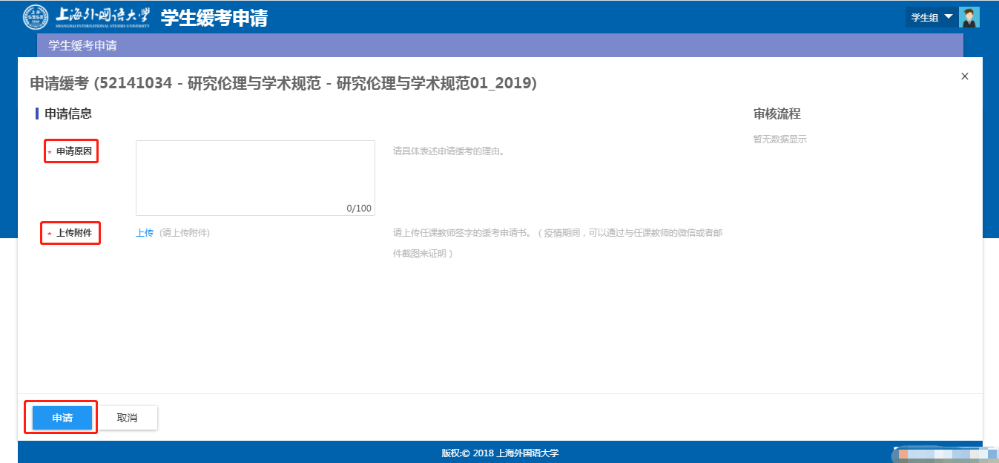 上海外国语大学
SHANGHAI INTERNATIONAL STUDIES UNIVERSITY
学生缓考申请
学生组
学生缓考申请
申请缓考 (52141034 - 研究伦理与学术规范 - 研究伦理与学术规范01_2019)
×
申请信息
审核流程
暂无数据显示
* 申请原因
请具体表述申请缓考的理由。
0/100
* 上传附件
上传 (请上传附件)
请上传任课教师签字的缓考申请书。（疫情期间，可以通过与任课教师的微信或者邮
件截图来证明）
申请
取消
版权:© 2018 上海外国语大学